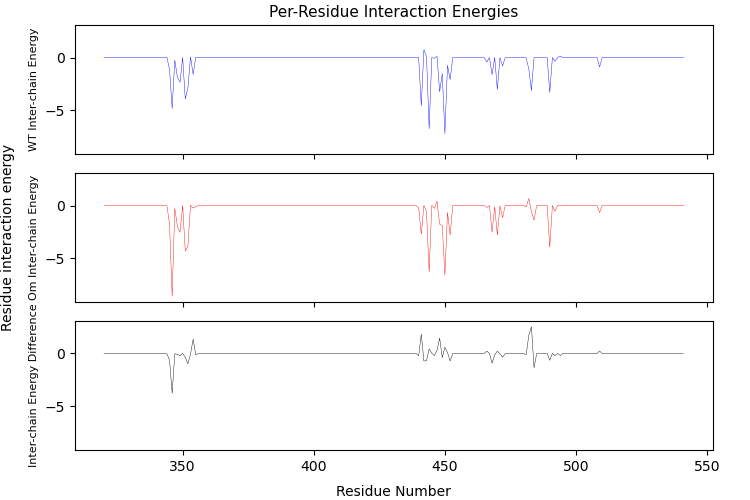 Per-Residue Interaction Energies
Residue interaction energy
WT Inter-chain Energy
0
−5
Om Inter-chain Energy
0
−5
Inter-chain Energy Difference
0
−5
350
400
450
500
550
Residue Number